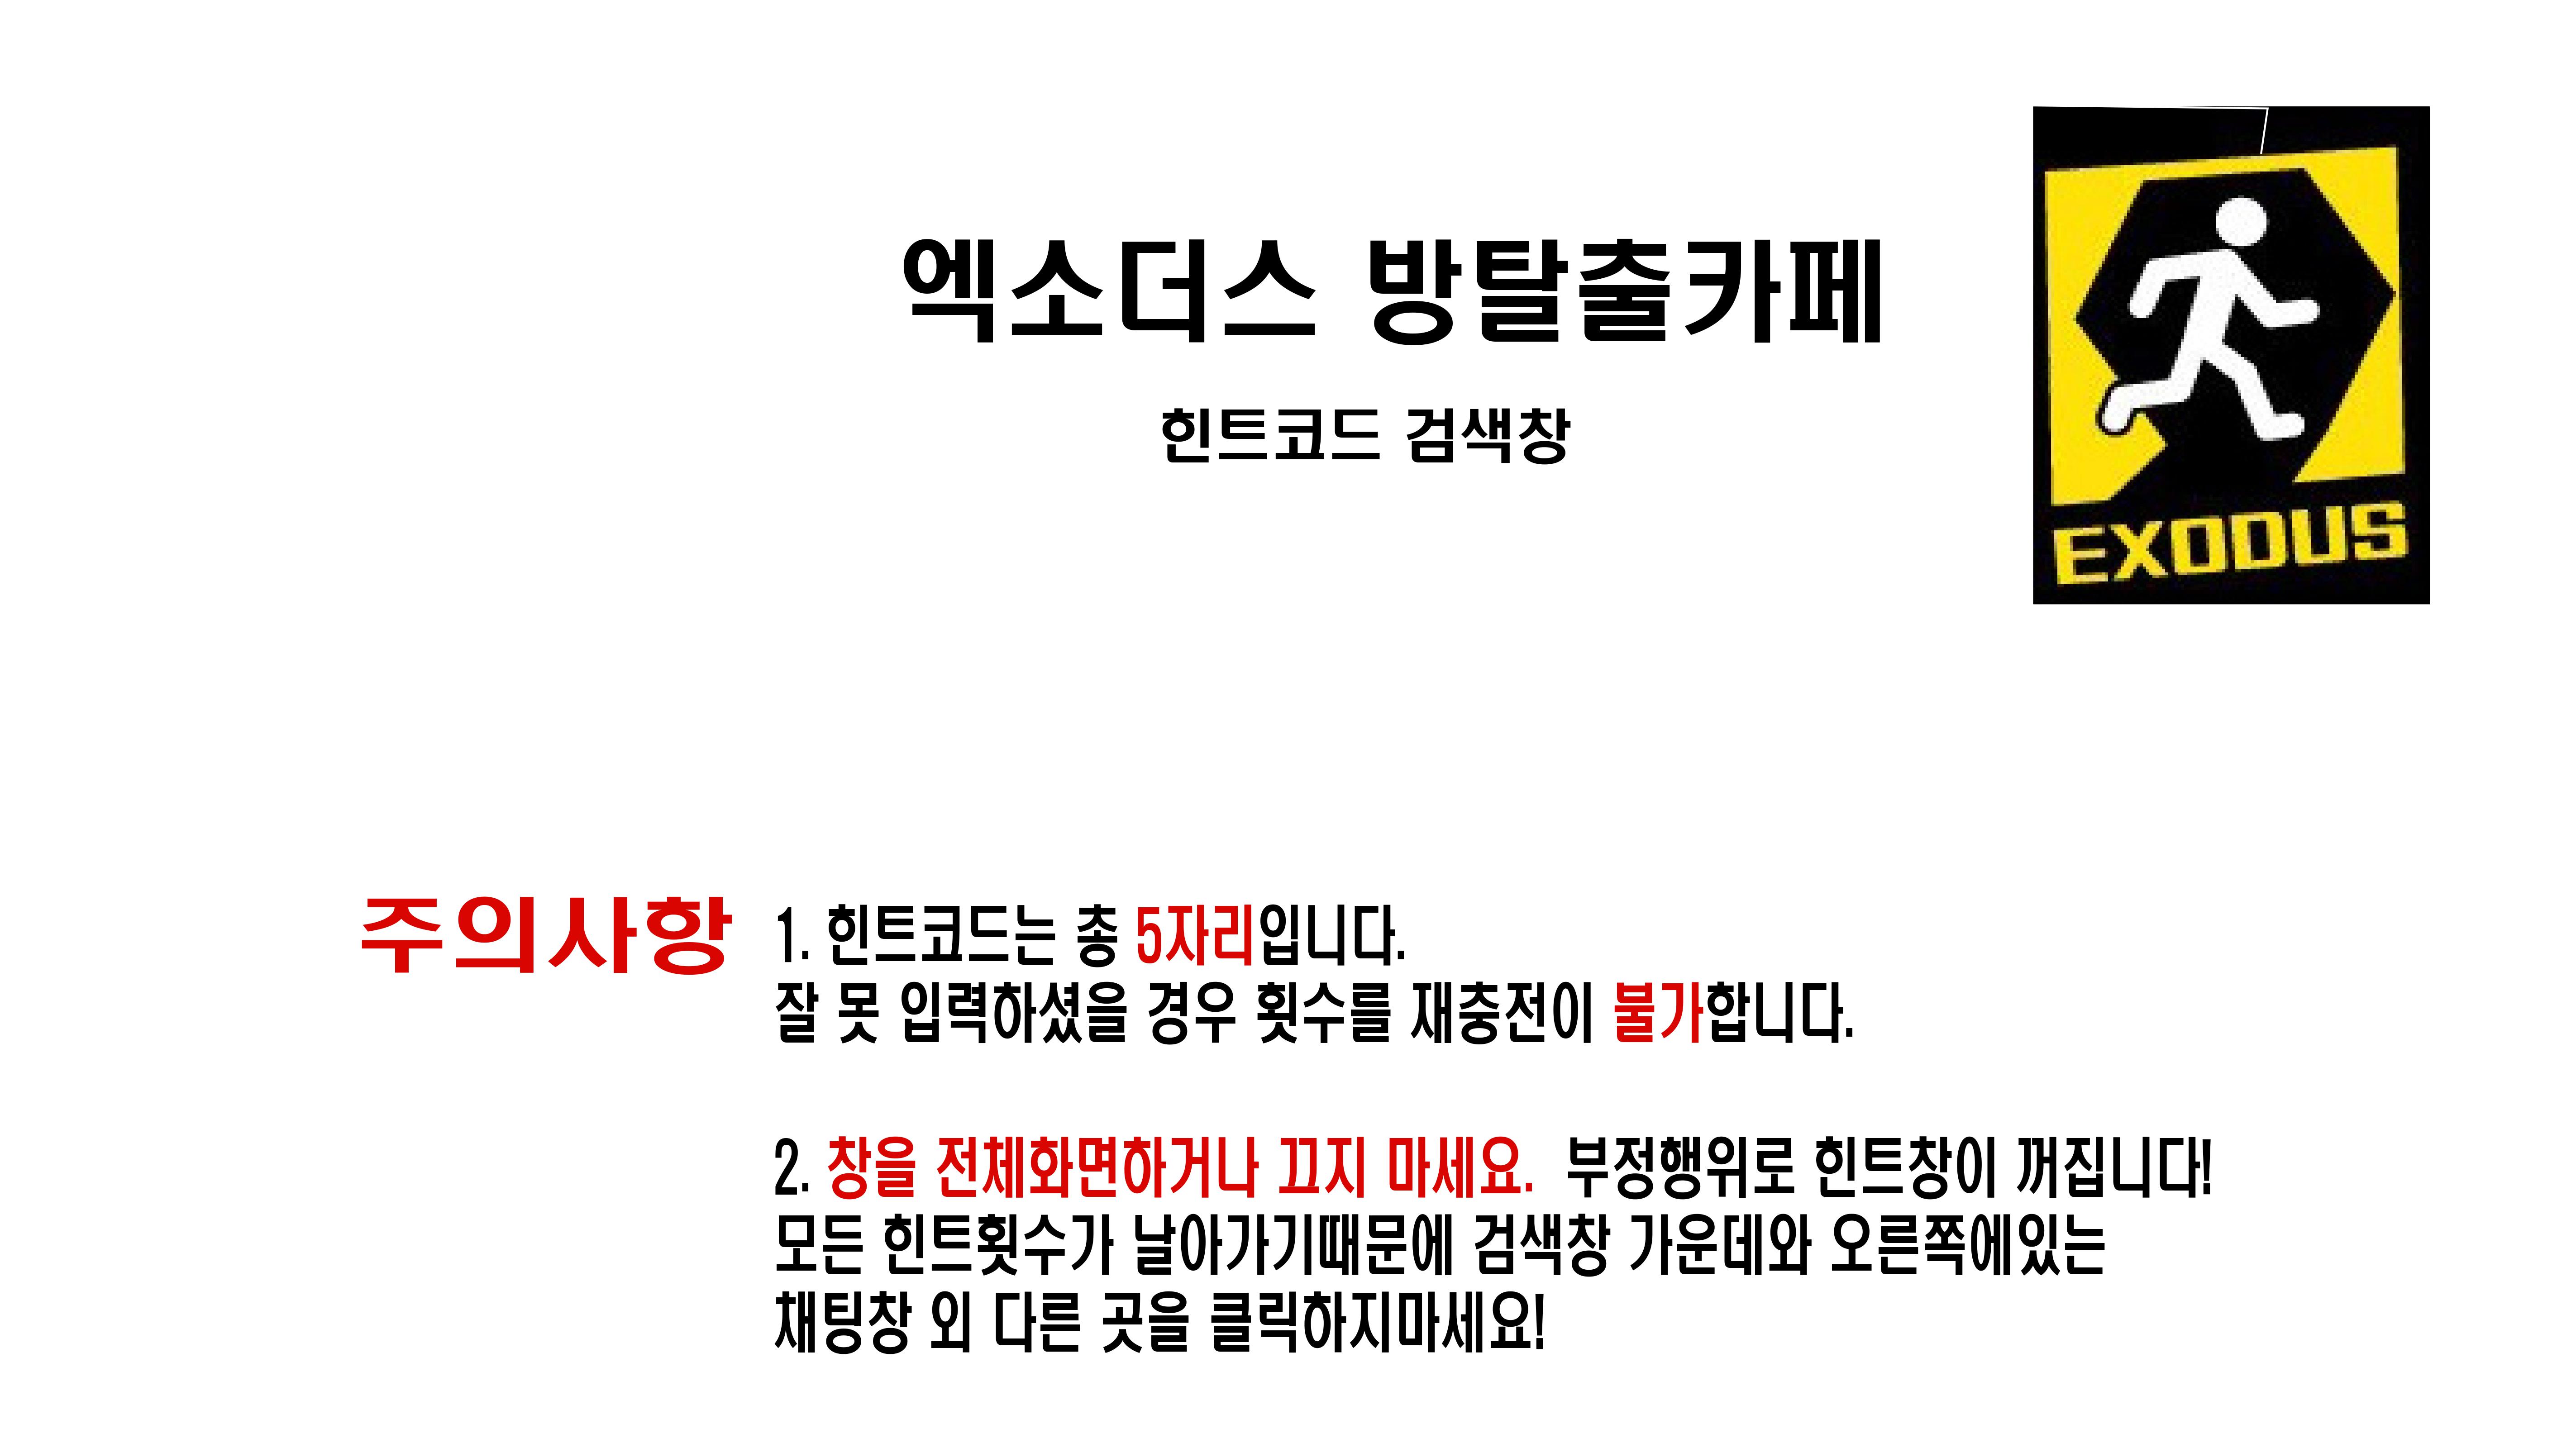 엑소더스 방탈출카페
힌트코드 검색창
EXODUS
주의사항
1. 힌트코드는 총 5자리입니다.
잘 못 입력하셨을 경우 횟수를 재충전이 불가합니다.
2. 창을 전체화면하거나 끄지 마세요. 부정행위로 힌트창이 꺼집니다!
모든 힌트횟수가 날아가기때문에 검색창 가운데와 오른쪽에있는
채팅창 외 다른 곳을 클릭하지마세요!